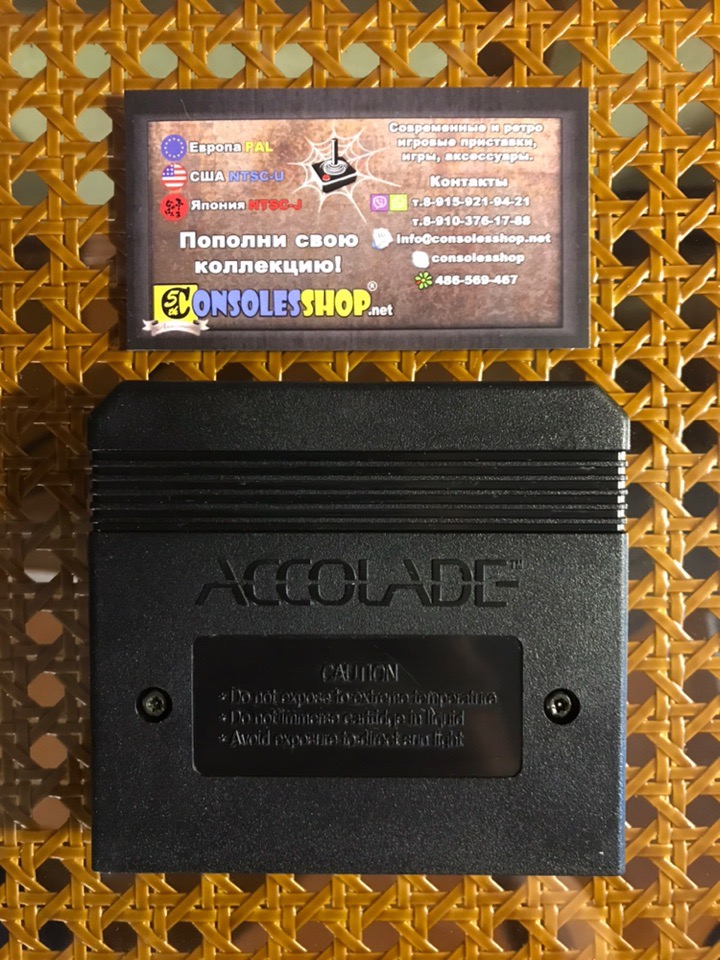 Европа PAL
США NTSC-U
Япония NTSC-J
Пополни свою
коллекцию!
CONSOLESSHOP®.net
Современные и ретро
игровые приставки,
игры, аксессуары.
Контакты
т.8-915-921-94-21
т.8-910-376-17-88
info@consolesshop.net
consolesshop
486-569-467
ACCOLADE™
CAUTION
• Do not expose to extreme temperature
• Do not immerse cartridge in liquid
• Avoid exposure to direct sun light